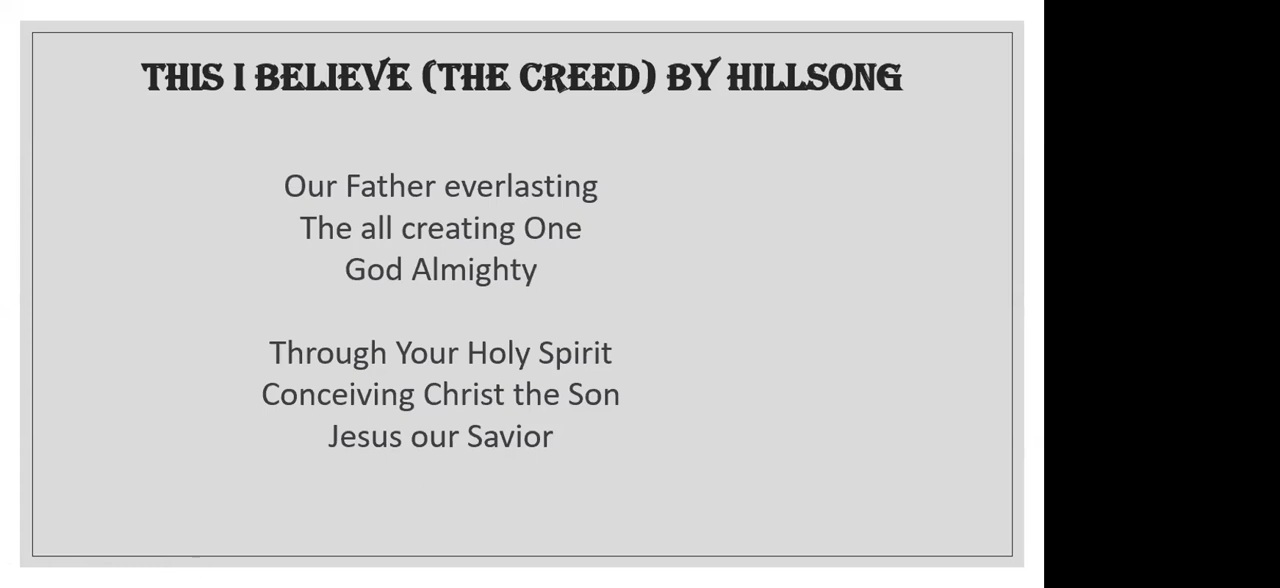 THIS I BELIEVE (THE CREED) BY HILLSONG
Our Father everlasting
The all creating One
God Almighty
Through Your Holy Spirit
Conceiving Christ the Son
Jesus our Savior